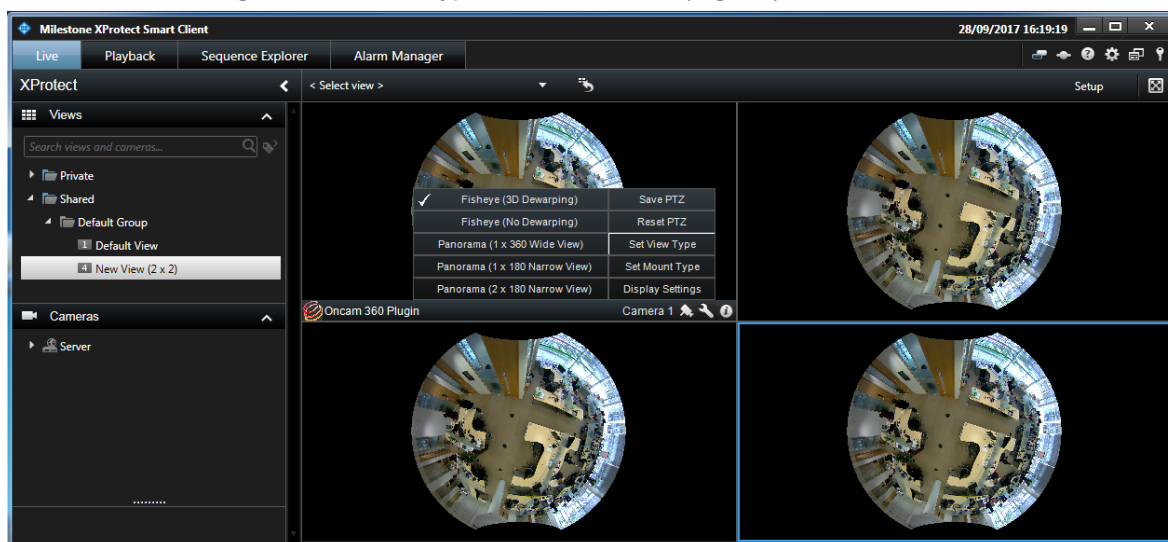 Milestone XProtect Smart Client 28/09/2017 16:19:19
Live Playback Sequence Explorer Alarm Manager
XProtect < Select view > Setup
Views
Search views and cameras...
Private
Shared
Default Group
1 Default View
4 New View (2 x 2)
Cameras
Server
Fisheye (3D Dewarping) Save PTZ
Fisheye (No Dewarping) Reset PTZ
Panorama (1 x 360 Wide View) Set View Type
Panorama (1 x 180 Narrow View) Set Mount Type
Panorama (2 x 180 Narrow View) Display Settings
Oncam 360 Plugin Camera 1